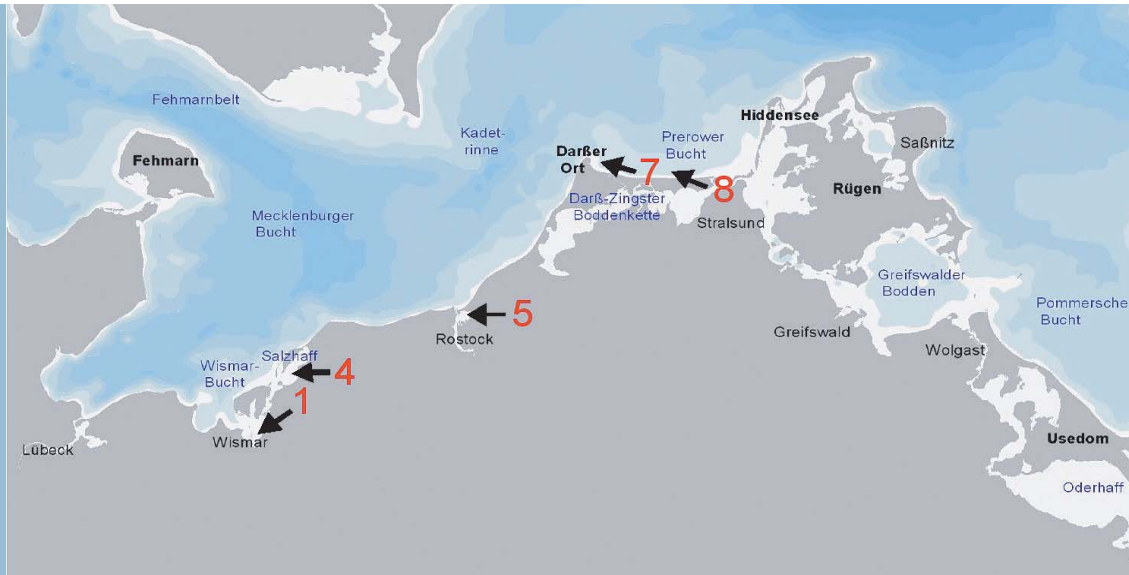 Fehmarnbelt
Fehmarn
Kadet-
rinne
Darßer
Ort
Prerower
Bucht
Hiddensee
Saßnitz
Rügen
7
8
Darß-Zingster
Boddenkette
Stralsund
Mecklenburger
Bucht
Greifswalder
Bodden
Pommersche
Bucht
5
Rostock
Greifswald
Wolgast
Salzhaff
Wismar-
Bucht
4
1
Wismar
Lübeck
Usedom
Oderhaff